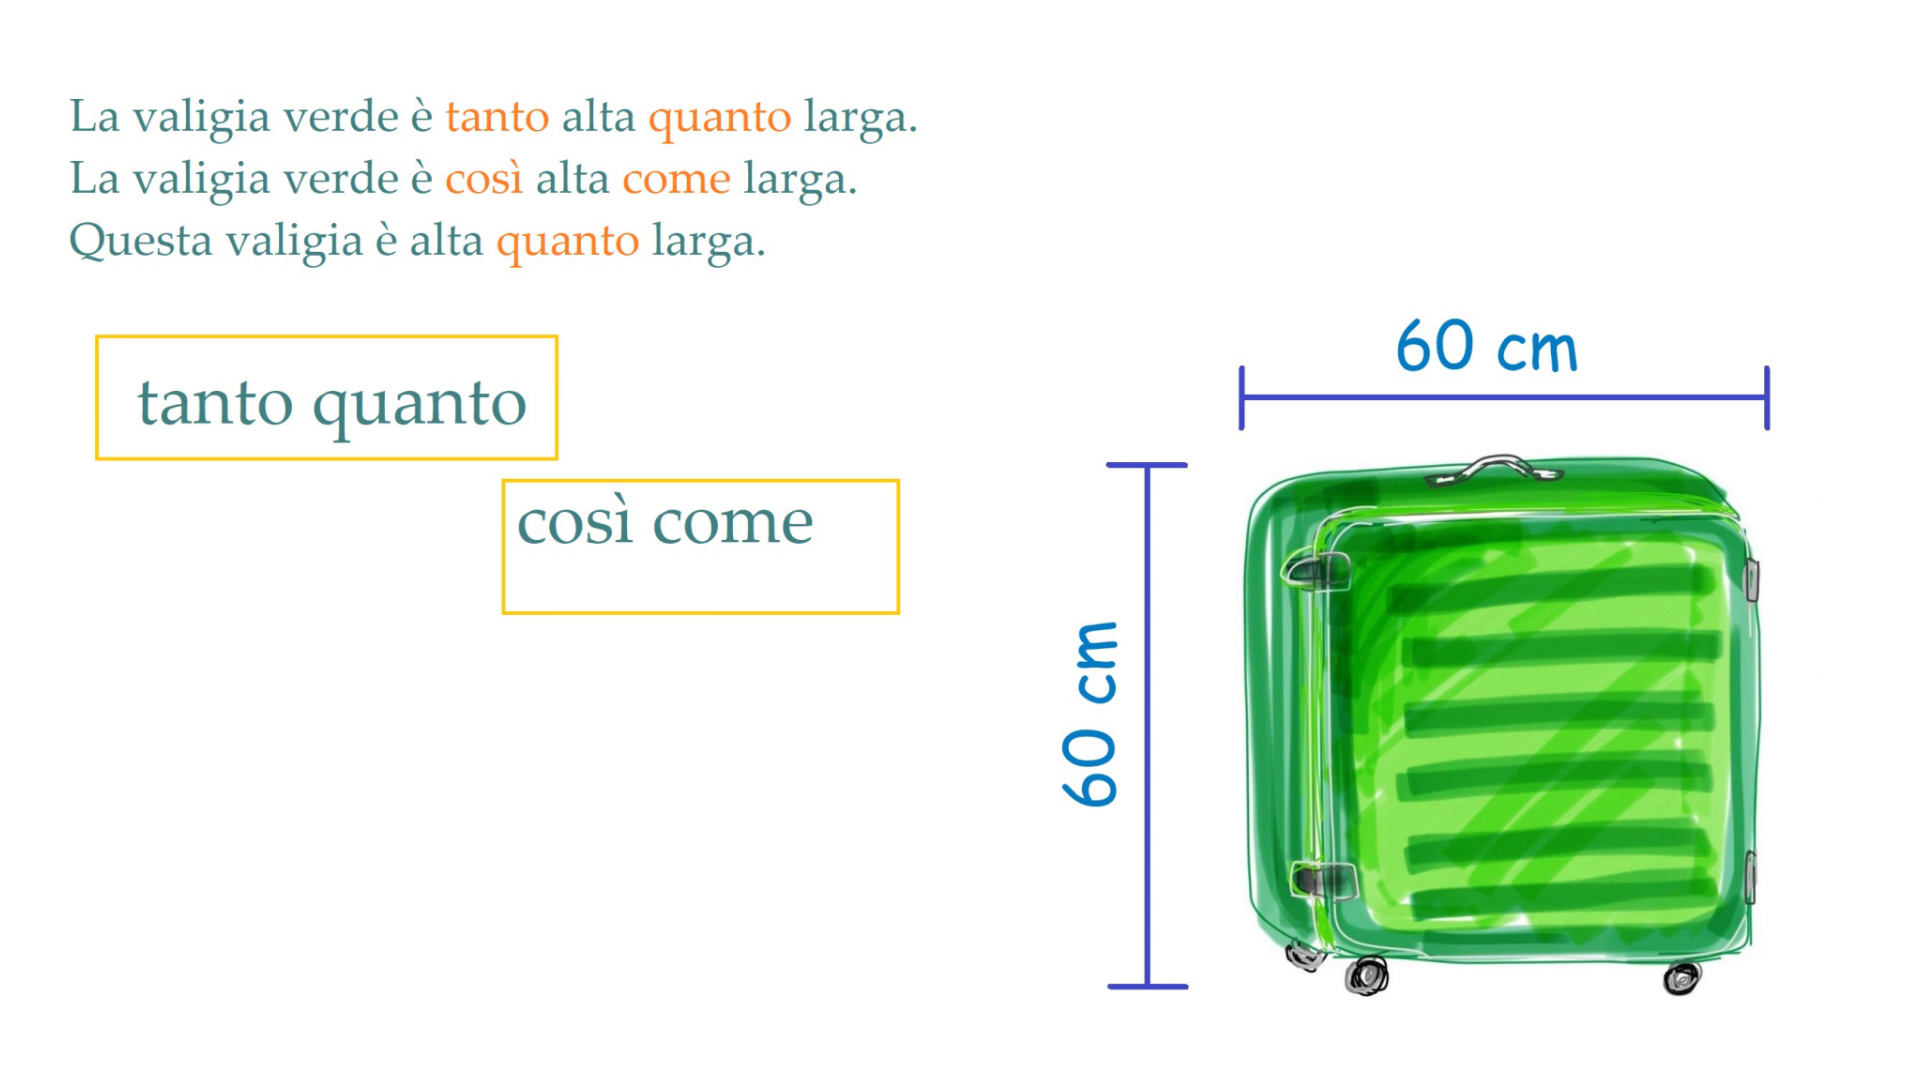 La valigia verde è tanto alta quanto larga.
La valigia verde è così alta come larga.
Questa valigia è alta quanto larga.
tanto quanto
così come
60 cm
60 cm